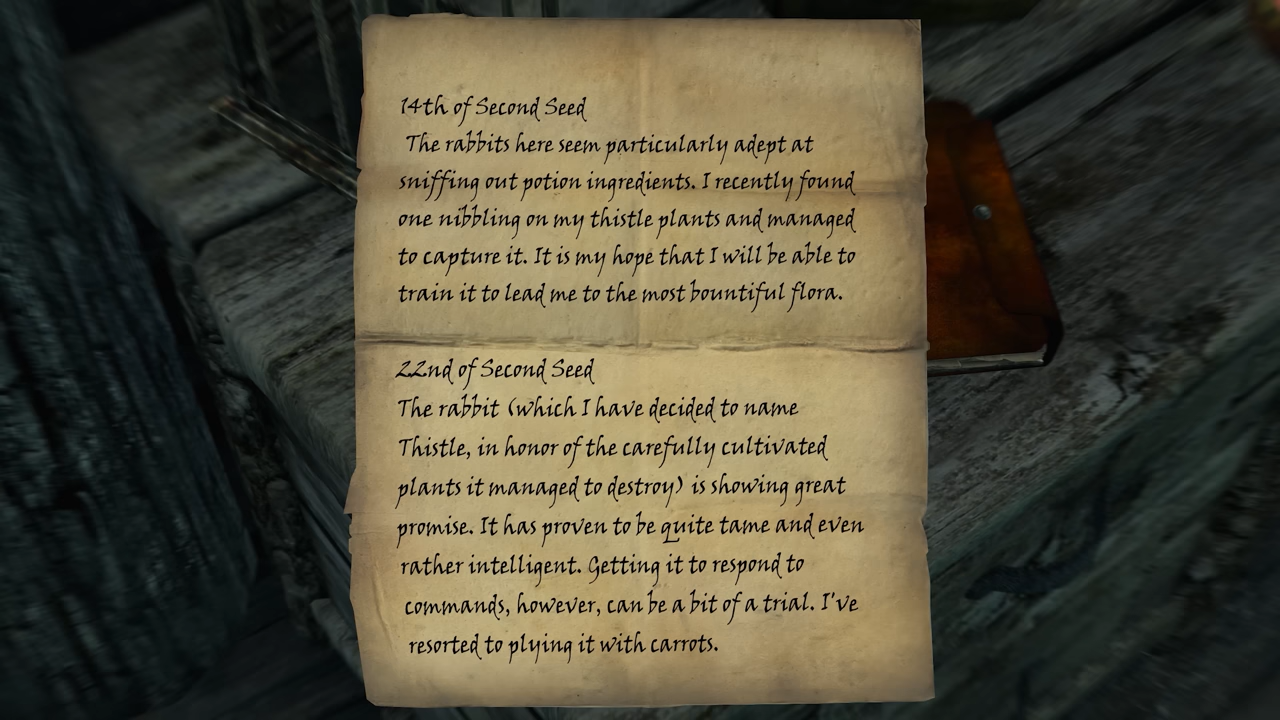 14th of Second Seed
The rabbits here seem particularly adept at
sniffing out potion ingredients. I recently found
one nibbling on my thistle plants and managed
to capture it. It is my hope that I will be able to
train it to lead me to the most bountiful flora.
22nd of Second Seed
The rabbit (which I have decided to name
Thistle, in honor of the carefully cultivated
plants it managed to destroy) is showing great
promise. It has proven to be quite tame and even
rather intelligent. Getting it to respond to
commands, however, can be a bit of a trial. I've
resorted to plying it with carrots.